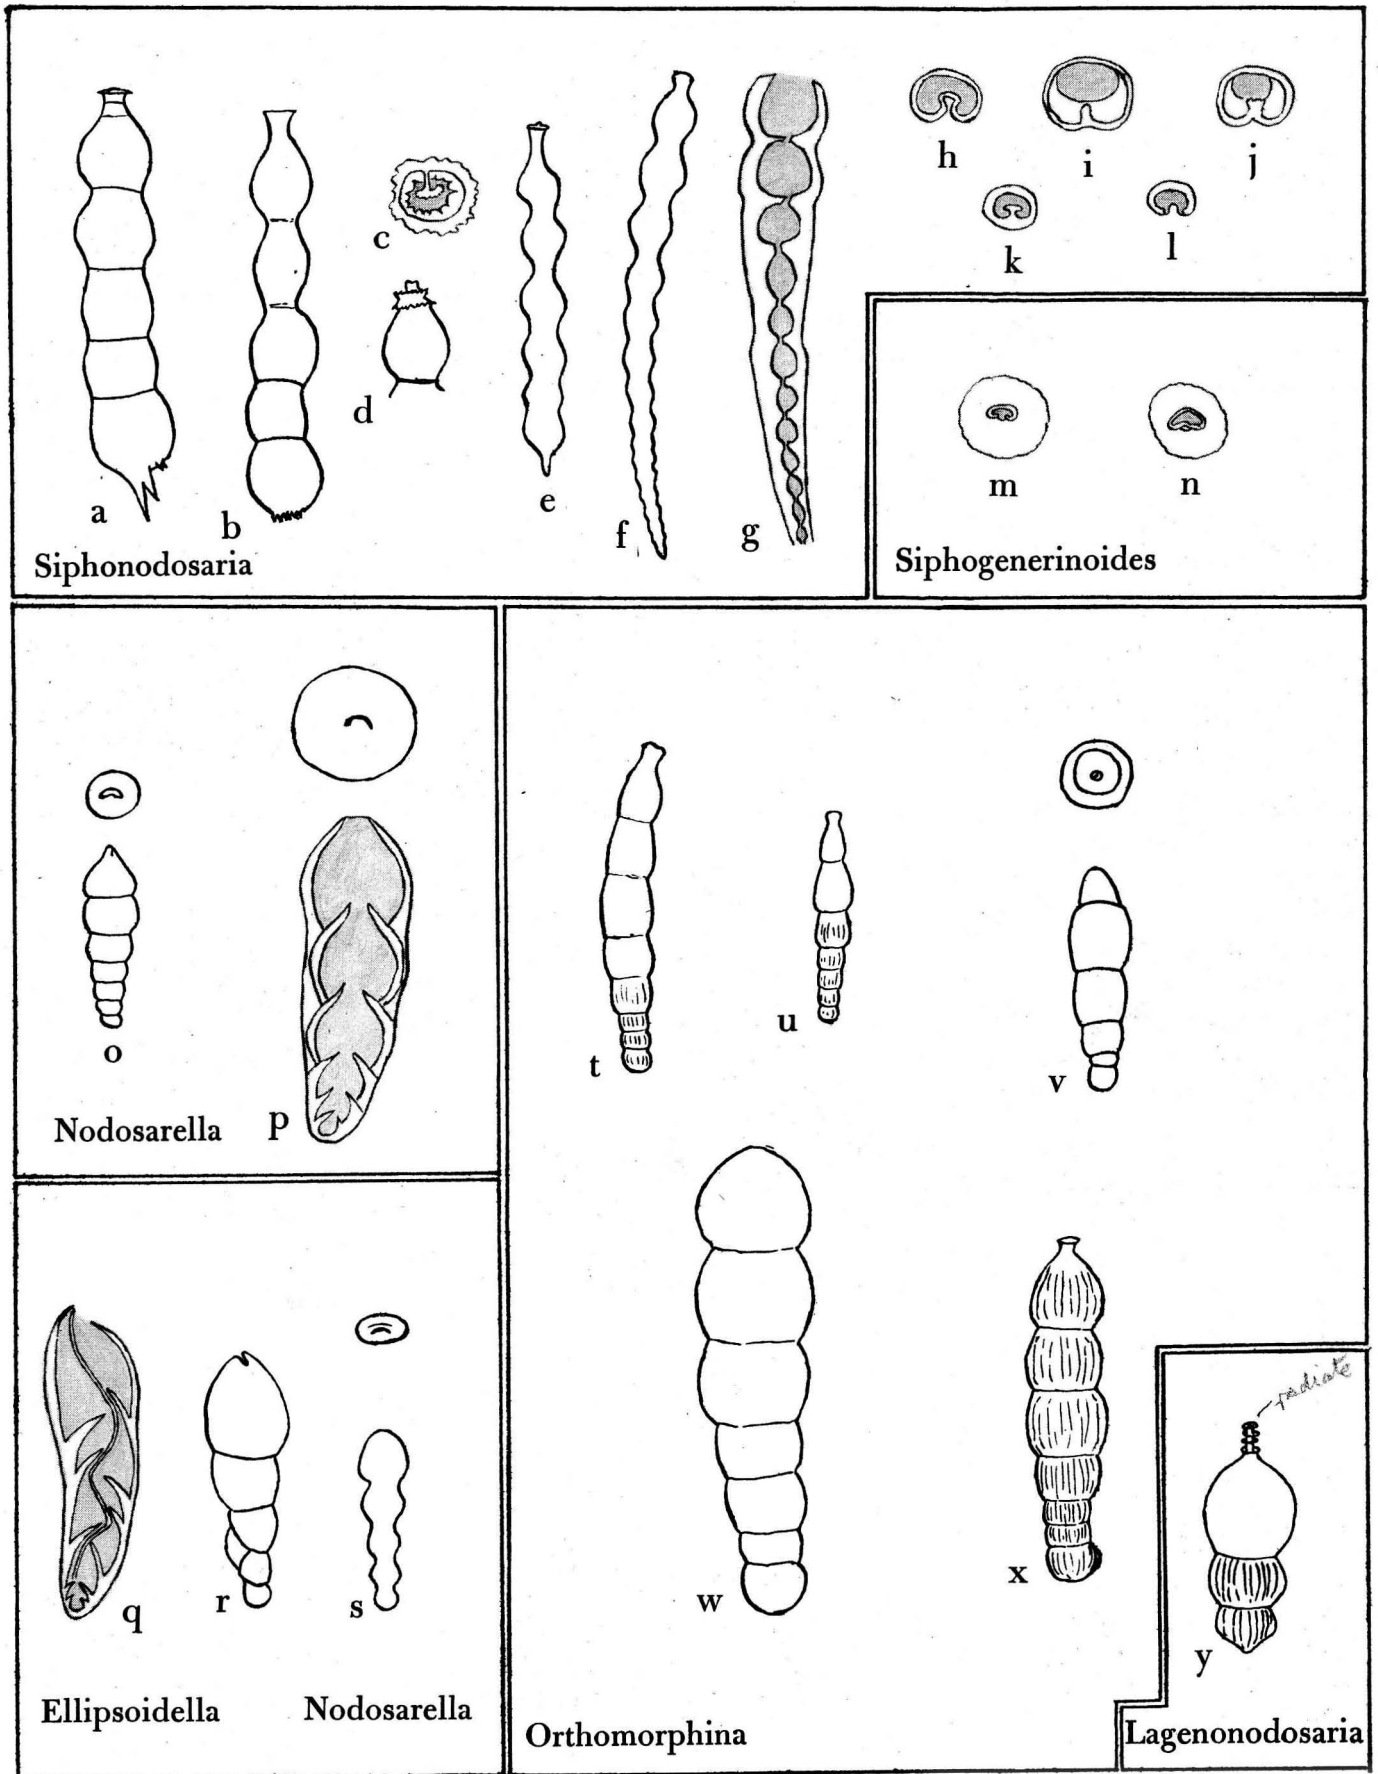 h
i
j
c
k
l
d
a
b
e
f
g
Siphonodosaria
m
n
Siphogenerinoides
o
p
Nodosarella
t
u
v
q
r
s
Ellipsoidella
Nodosarella
w
x
Orthomorphina
radiate
y
Lagenonodosaria